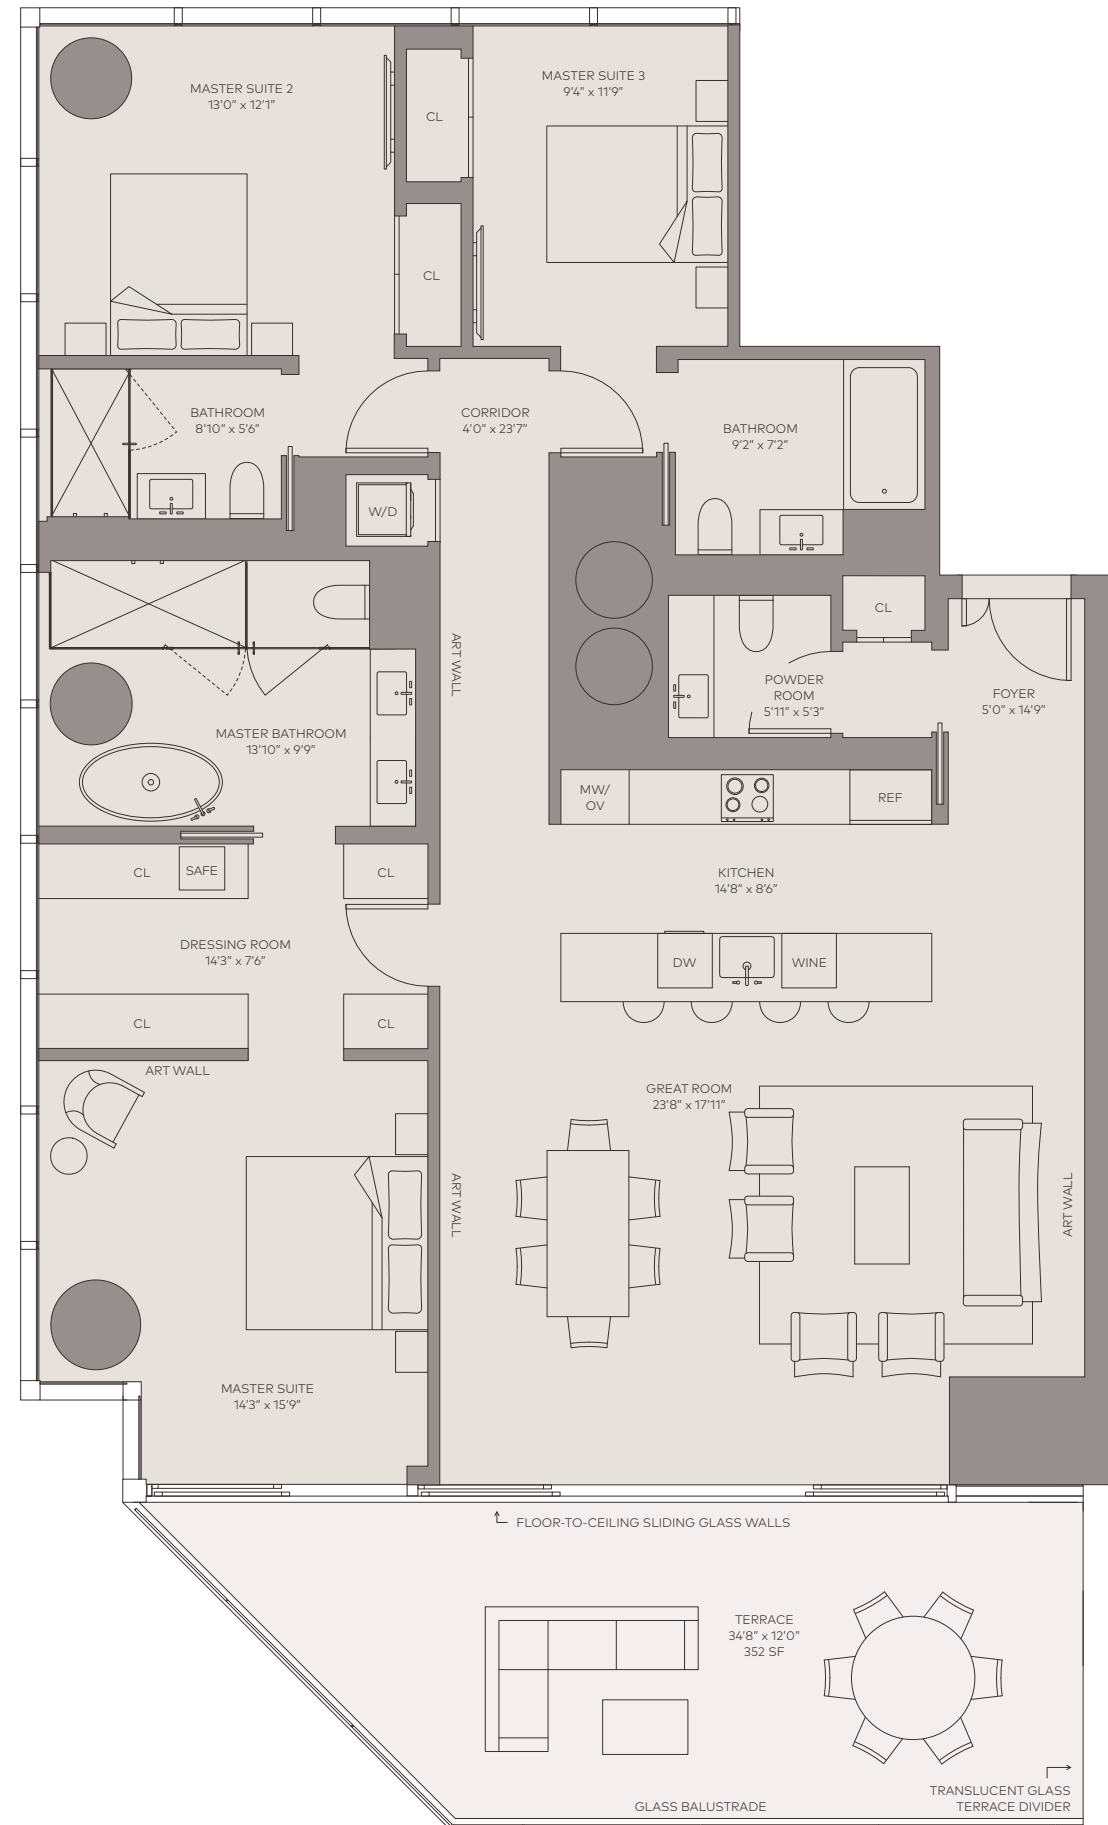 MASTER SUITE 2
13'0" x 12'1"
MASTER SUITE 3
9'4" x 11'9"
CL
CL
BATHROOM
8'10" x 5'6"
CORRIDOR
4'0" x 23'7"
BATHROOM
9'2" x 7'2"
W/D
CL
ART WALL
POWDER
ROOM
5'11" x 5'3"
FOYER
5'0" x 14'9"
MASTER BATHROOM
13'10" x 9'9"
MW/
OV
REF
CL
SAFE
CL
KITCHEN
14'8" x 8'6"
DRESSING ROOM
14'3" x 7'6"
DW
WINE
CL
CL
ART WALL
GREAT ROOM
23'8" x 17'11"
ART WALL
ART WALL
MASTER SUITE
14'3" x 15'9"
FLOOR-TO-CEILING SLIDING GLASS WALLS
TERRACE
34'8" x 12'0"
352 SF
TRANSLUCENT GLASS
TERRACE DIVIDER
GLASS BALUSTRADE